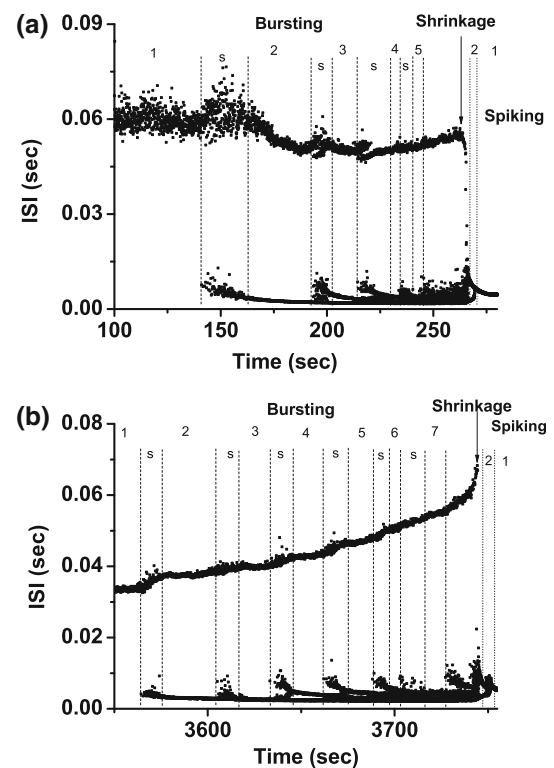 (a)
Bursting
Shrinkage
1 s 2 s 3 s 4 s 5 2 1
Spiking
0.09
0.06
0.03
0.00
ISI (sec)
100 150 200 250
Time (sec)
(b)
Bursting
Shrinkage
Spiking
1 s 2 s 3 s 4 s 5 s 6 s 7 2 1
0.08
0.06
0.04
0.02
0.00
ISI (sec)
3600 3700
Time (sec)